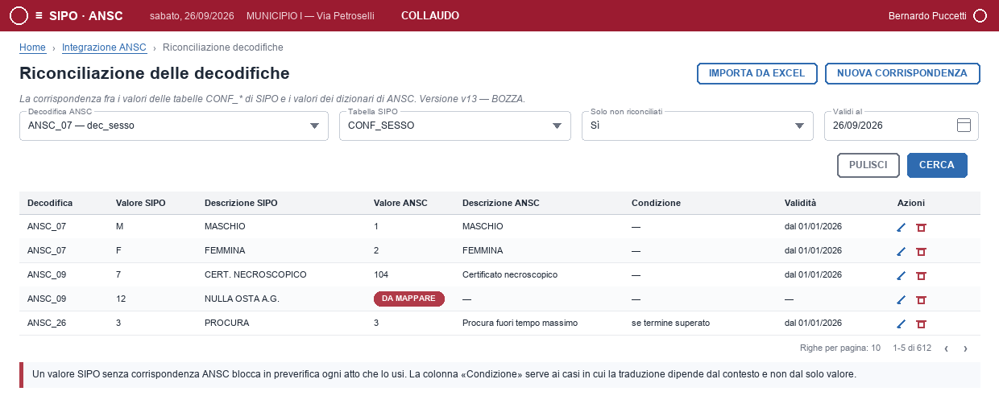 ≡ SIPO · ANSC sabato, 26/09/2026 MUNICIPIO I — Via Petroselli COLLAUDO Bernardo Puccetti
Home › Integrazione ANSC › Riconciliazione decodifiche
Riconciliazione delle decodifiche IMPORTA DA EXCEL NUOVA CORRISPONDENZA
La corrispondenza fra i valori delle tabelle CONF_* di SIPO e i valori dei dizionari di ANSC. Versione v13 — BOZZA.
Decodifica ANSC Tabella SIPO Solo non riconciliati Validi al
ANSC_07 — dec_sesso CONF_SESSO Sì 26/09/2026
PULISCI CERCA
Decodifica Valore SIPO Descrizione SIPO Valore ANSC Descrizione ANSC Condizione Validità Azioni
ANSC_07 M MASCHIO 1 MASCHIO — dal 01/01/2026
ANSC_07 F FEMMINA 2 FEMMINA — dal 01/01/2026
ANSC_09 7 CERT. NECROSCOPICO 104 Certificato necroscopico — dal 01/01/2026
ANSC_09 12 NULLA OSTA A.G. DA MAPPARE — — —
ANSC_26 3 PROCURA 3 Procura fuori tempo massimo se termine superato dal 01/01/2026
Righe per pagina: 10 1-5 di 612 ‹ ›
Un valore SIPO senza corrispondenza ANSC blocca in preverifica ogni atto che lo usi. La colonna «Condizione» serve ai casi in cui la traduzione dipende dal contesto e non dal solo valore.